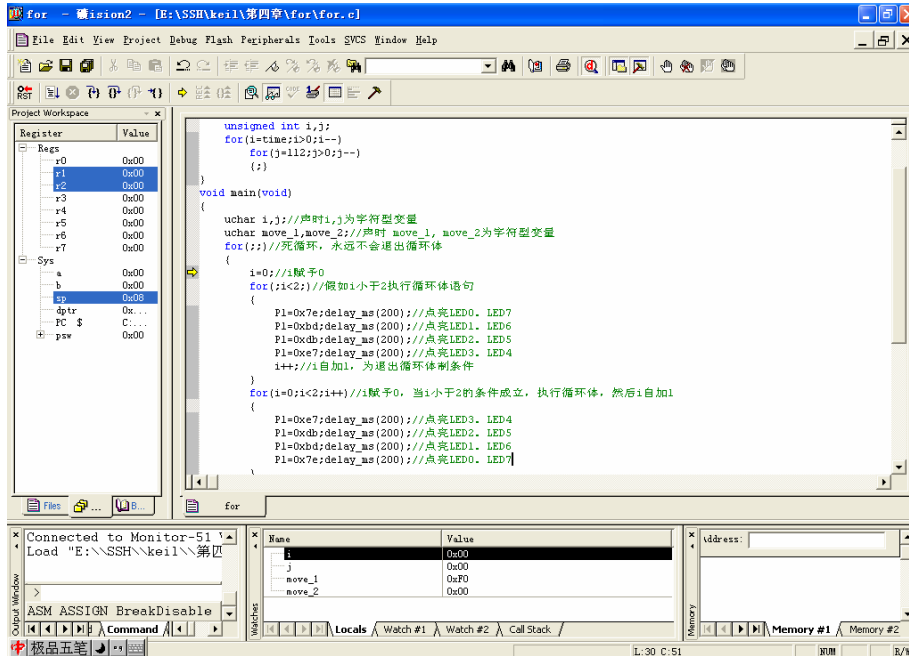 for - 礦ision2 - [E:\SSH\keil\第四章\for\for.c]
File Edit View Project Debug Flash Peripherals Tools SVCS Window Help
RST
Project Workspace
Register Value
Regs
r0 0x00
r1 0x00
r2 0x00
r3 0x00
r4 0x00
r5 0x00
r6 0x00
r7 0x00
Sys
a 0x00
b 0x00
sp 0x08
dptr 0x...
PC $ C:...
psw 0x00
Files ... B...
unsigned int i,j;
for(i=time;i>0;i--)
for(j=112;j>0;j--)
{;}
}
void main(void)
{
uchar i,j;//声时i,j为字符型变量
uchar move_1,move_2;//声时 move_1, move_2为字符型变量
for(;;)//死循环，永远不会退出循环体
{
i=0;//i赋予0
for(;i<2;)//假如i小于2执行循环体语句
{
P1=0x7e;delay_ms(200);//点亮LED0. LED7
P1=0xbd;delay_ms(200);//点亮LED1. LED6
P1=0xdb;delay_ms(200);//点亮LED2. LED5
P1=0xe7;delay_ms(200);//点亮LED3. LED4
i++;//i自加1，为退出循环体制条件
}
for(i=0;i<2;i++)//i赋予0，当i小于2的条件成立，执行循环体，然后i自加1
{
P1=0xe7;delay_ms(200);//点亮LED3. LED4
P1=0xdb;delay_ms(200);//点亮LED2. LED5
P1=0xbd;delay_ms(200);//点亮LED1. LED6
P1=0x7e;delay_ms(200);//点亮LED0. LED7
for
Output Window
Connected to Monitor-51
Load "E:\\SSH\\keil\\第四
>
ASM ASSIGN BreakDisable
Command
Watches
Name Value
i 0x00
j 0x00
move_1 0xF0
move_2 0x00
Locals Watch #1 Watch #2 Call Stack
Memory
Address:
Memory #1 Memory #2
中 极品五笔
L:30 C:51 NUM R/W